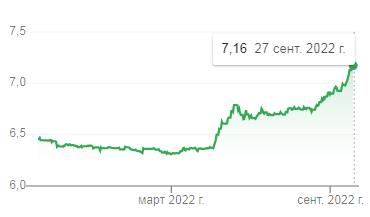 7,5
7,16 27 сент. 2022 г.
7,0
6,5
6,0
март 2022 г.
сент. 2022 г.